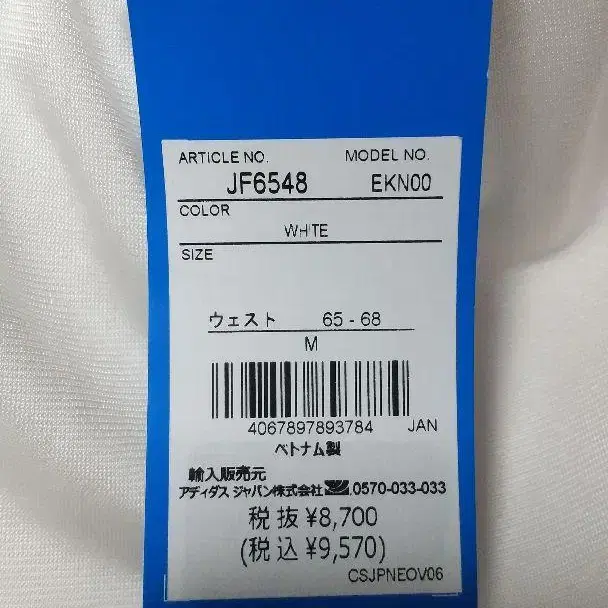 ARTICLE NO. MODEL NO.
JF6548 EKN00
COLOR
WHITE
SIZE
ウェスト 65 - 68
M
4067897893784 JAN
ベトナム製
輸入販売元
アディダス ジャパン株式会社 .0570-033-033
税抜 ¥8,700
(税込 ¥9,570)
CSJPNEOV06